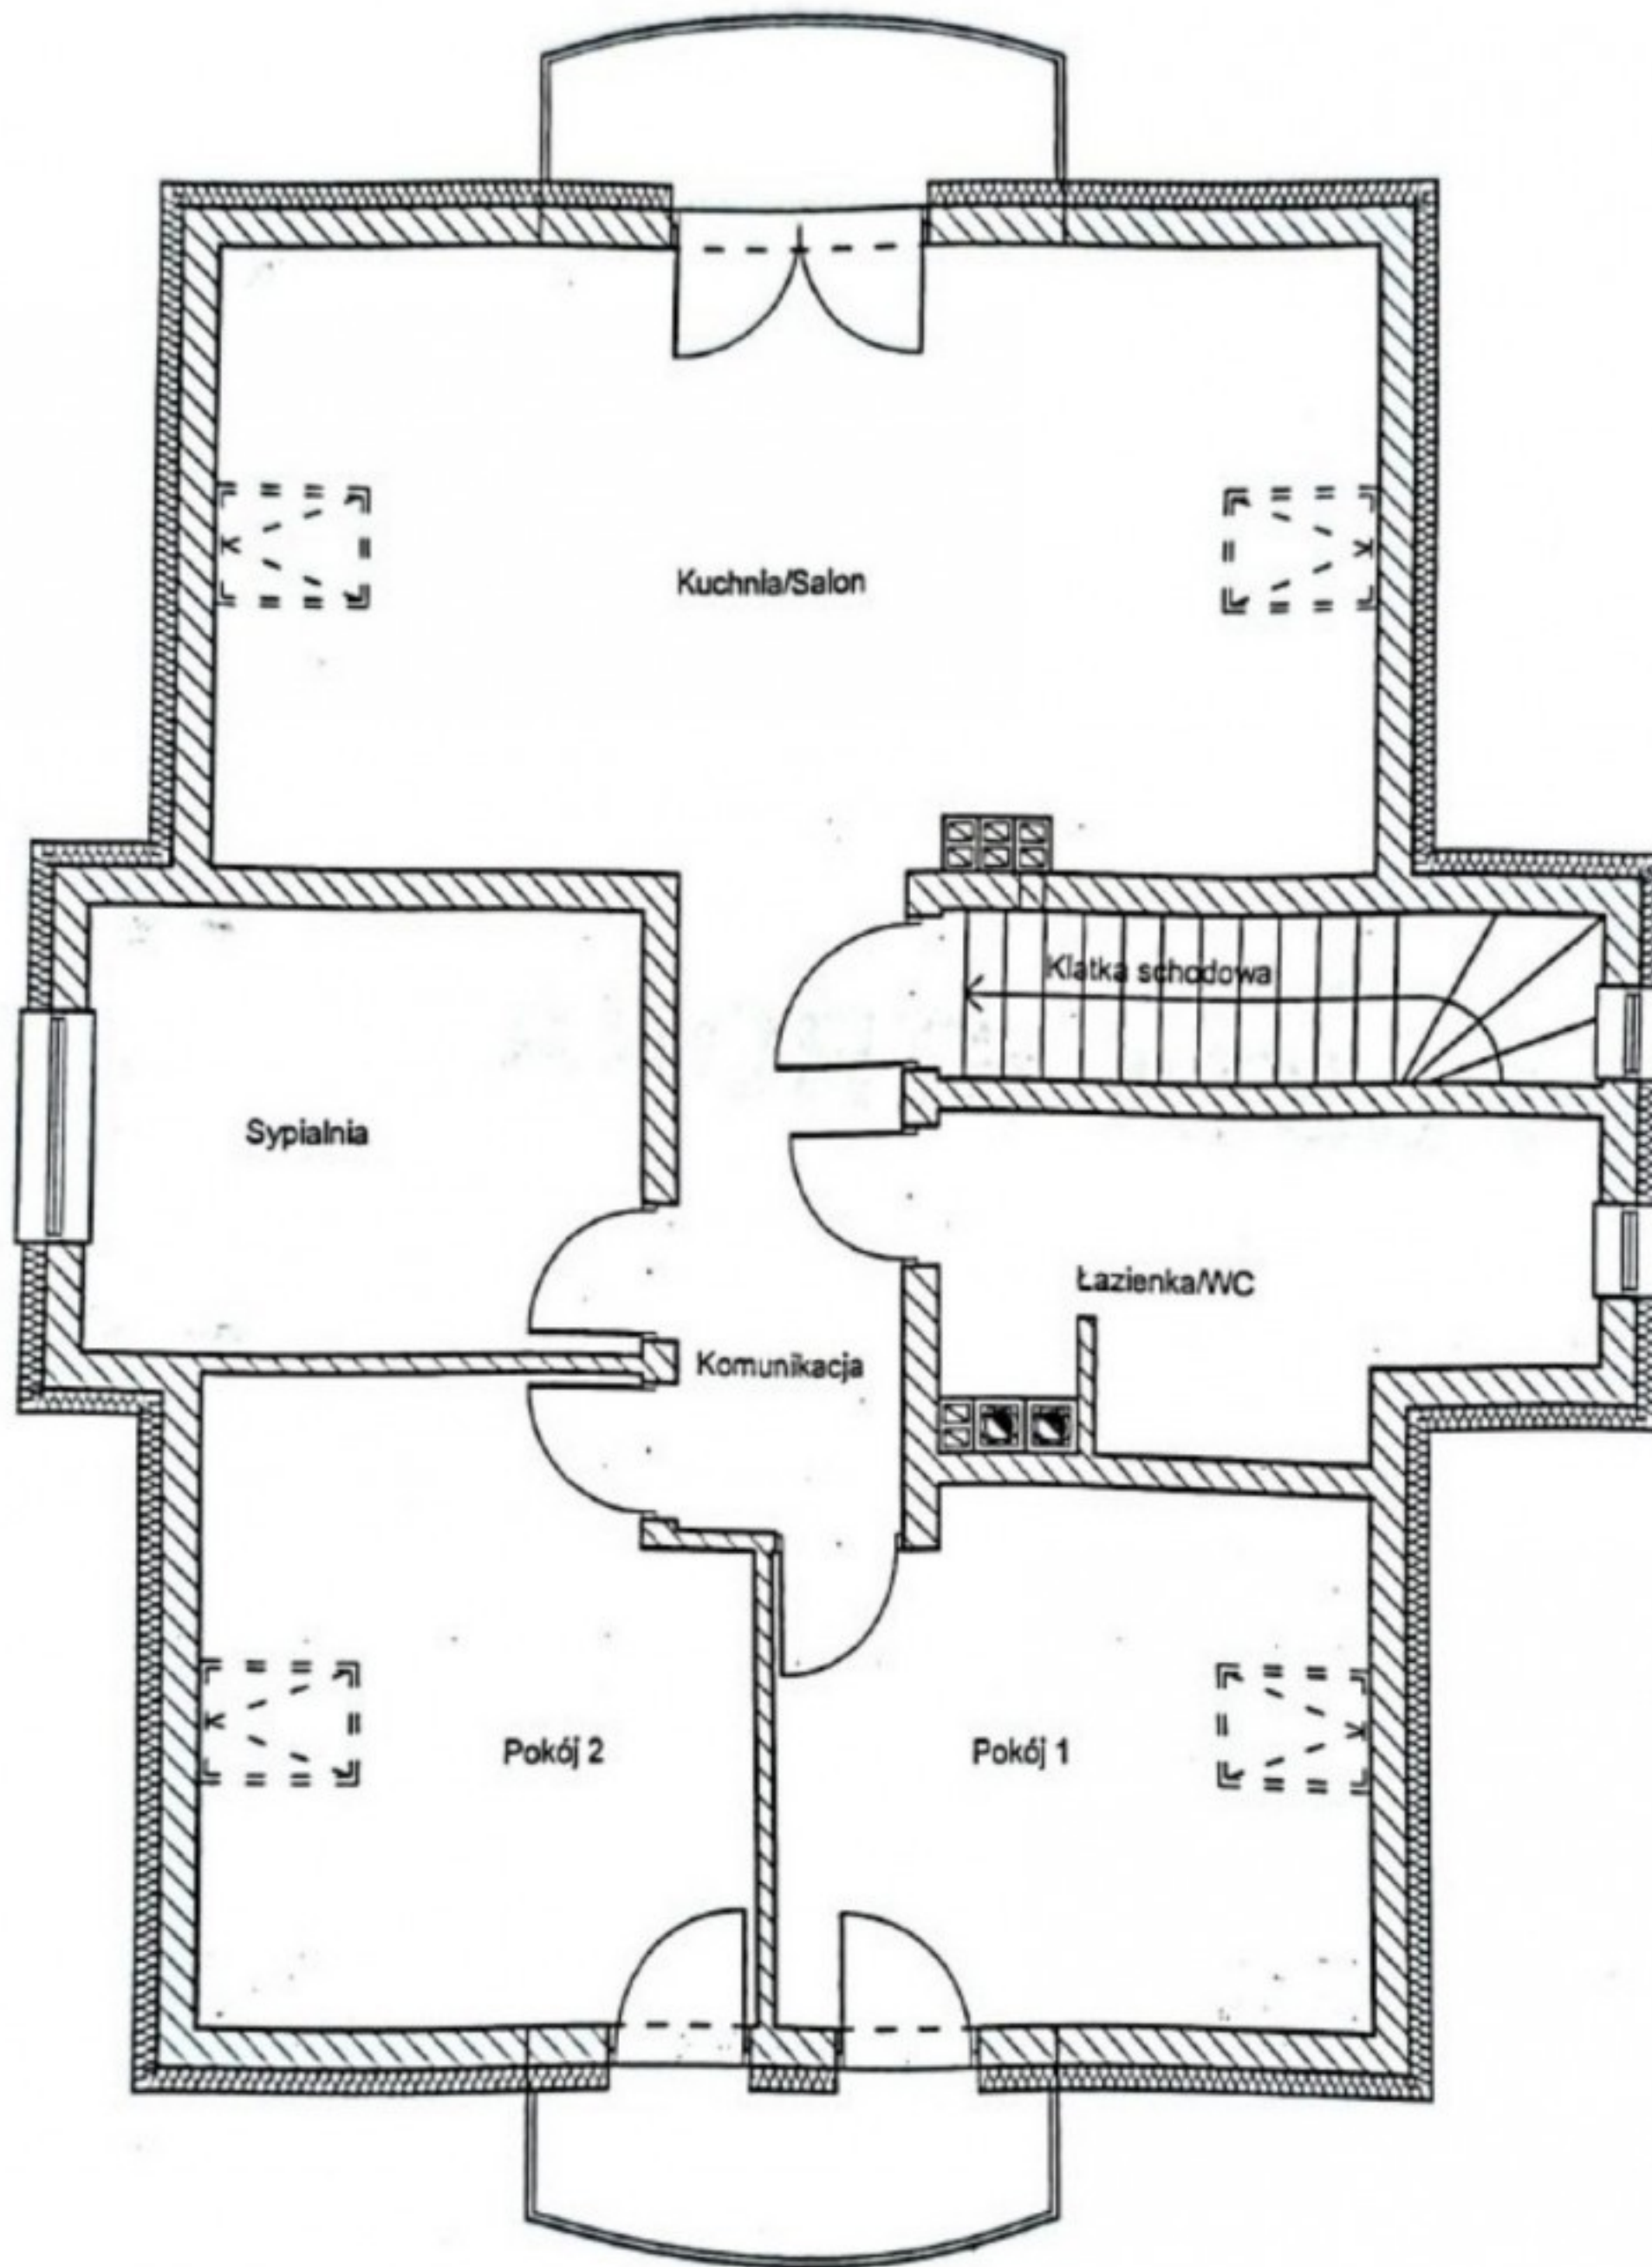 Kuchnia/Salon
Klatka schodowa
Sypialnia
Łazienka/WC
Komunikacja
Pokój 2
Pokój 1